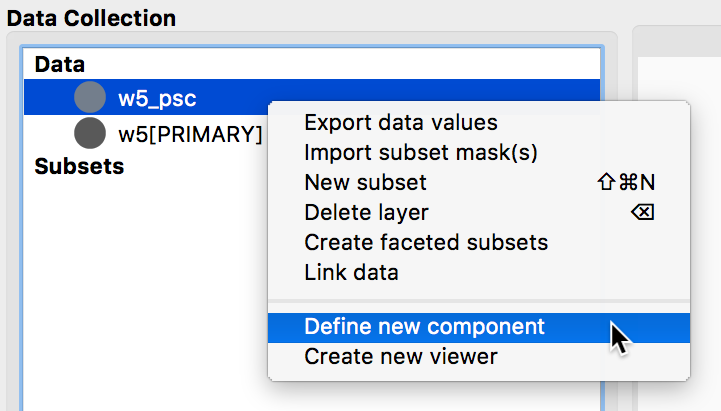 Data Collection
Data
w5_psc
w5[PRIMARY]
Subsets
Export data values
Import subset mask(s)
New subset ⇧⌘N
Delete layer ⌫
Create faceted subsets
Link data
Define new component
Create new viewer